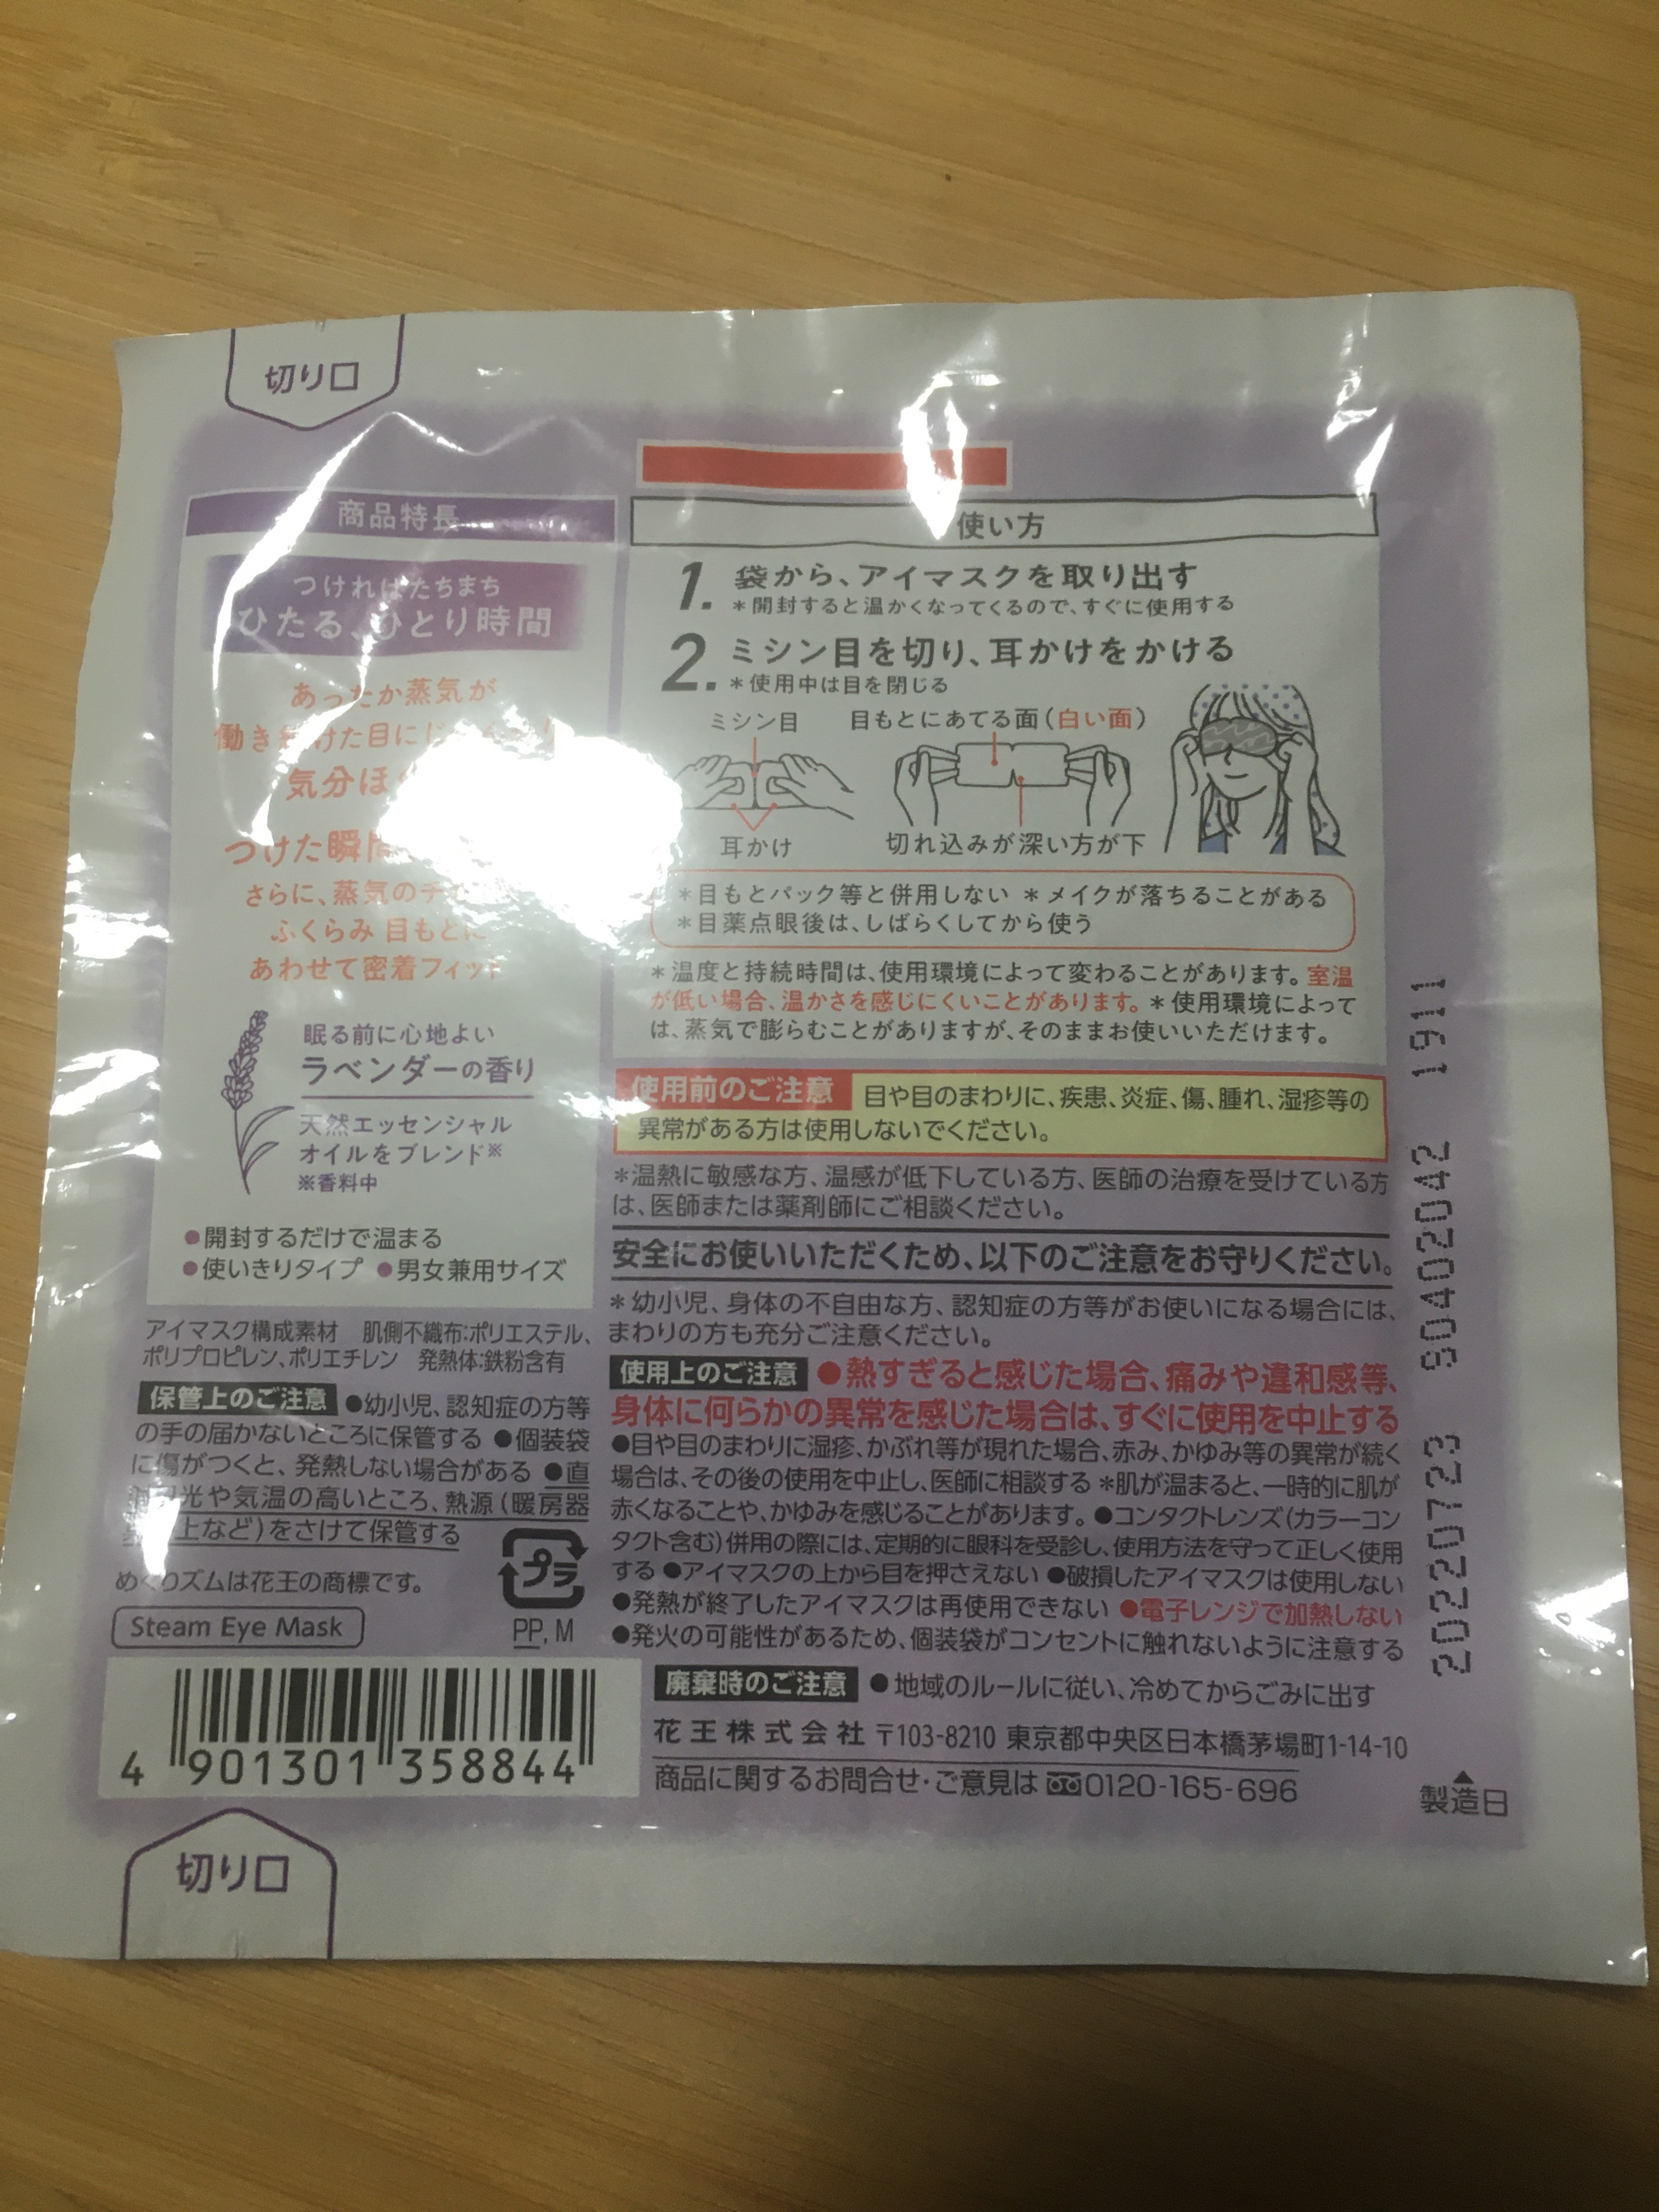 切り口
商品特長
つければたちまち
ひたる、ひとり時間
あったか蒸気が
働き けた目にじ
気分ほ
つけた瞬間
さらに、蒸気のチ
ふくらみ 目もとに
あわせて密着フィット
眠る前に心地よい
ラベンダーの香り
天然エッセンシャル
オイルをブレンド※
※香料中
●開封するだけで温まる
●使いきりタイプ ●男女兼用サイズ
アイマスク構成素材 肌側不織布:ポリエステル、
ポリプロピレン、ポリエチレン 発熱体:鉄粉含有
保管上のご注意 ●幼小児、認知症の方等
の手の届かないところに保管する ●個装袋
に傷がつくと、発熱しない場合がある ●直
射日光や気温の高いところ、熱源(暖房器
上など)をさけて保管する
めぐりズムは花王の商標です。
プラ
PP, M
Steam Eye Mask
4 901301 358844
使い方
1. 袋から、アイマスクを取り出す
*開封すると温かくなってくるので、すぐに使用する
2. ミシン目を切り、耳かけをかける
*使用中は目を閉じる
ミシン目 目もとにあてる面(白い面)
耳かけ 切れ込みが深い方が下
*目もとパック等と併用しない *メイクが落ちることがある
*目薬点眼後は、しばらくしてから使う
*温度と持続時間は、使用環境によって変わることがあります。室温
が低い場合、温かさを感じにくいことがあります。*使用環境によって
は、蒸気で膨らむことがありますが、そのままお使いいただけます。
使用前のご注意 目や目のまわりに、疾患、炎症、傷、腫れ、湿疹等の
異常がある方は使用しないでください。
*温熱に敏感な方、温感が低下している方、医師の治療を受けている方
は、医師または薬剤師にご相談ください。
安全にお使いいただくため、以下のご注意をお守りください。
*幼小児、身体の不自由な方、認知症の方等がお使いになる場合には、
まわりの方も充分ご注意ください。
使用上のご注意 ●熱すぎると感じた場合、痛みや違和感等、
身体に何らかの異常を感じた場合は、すぐに使用を中止する
●目や目のまわりに湿疹、かぶれ等が現れた場合、赤み、かゆみ等の異常が続く
場合は、その後の使用を中止し、医師に相談する *肌が温まると、一時的に肌が
赤くなることや、かゆみを感じることがあります。●コンタクトレンズ(カラーコン
タクト含む)併用の際には、定期的に眼科を受診し、使用方法を守って正しく使用
する ●アイマスクの上から目を押さえない ●破損したアイマスクは使用しない
●発熱が終了したアイマスクは再使用できない ●電子レンジで加熱しない
●発火の可能性があるため、個装袋がコンセントに触れないように注意する
廃棄時のご注意 ●地域のルールに従い、冷めてからごみに出す
花王株式会社 〒103-8210 東京都中央区日本橋茅場町1-14-10
商品に関するお問合せ・ご意見は 0120-165-696
20220723 90402042 1911
▲
製造日
切り口